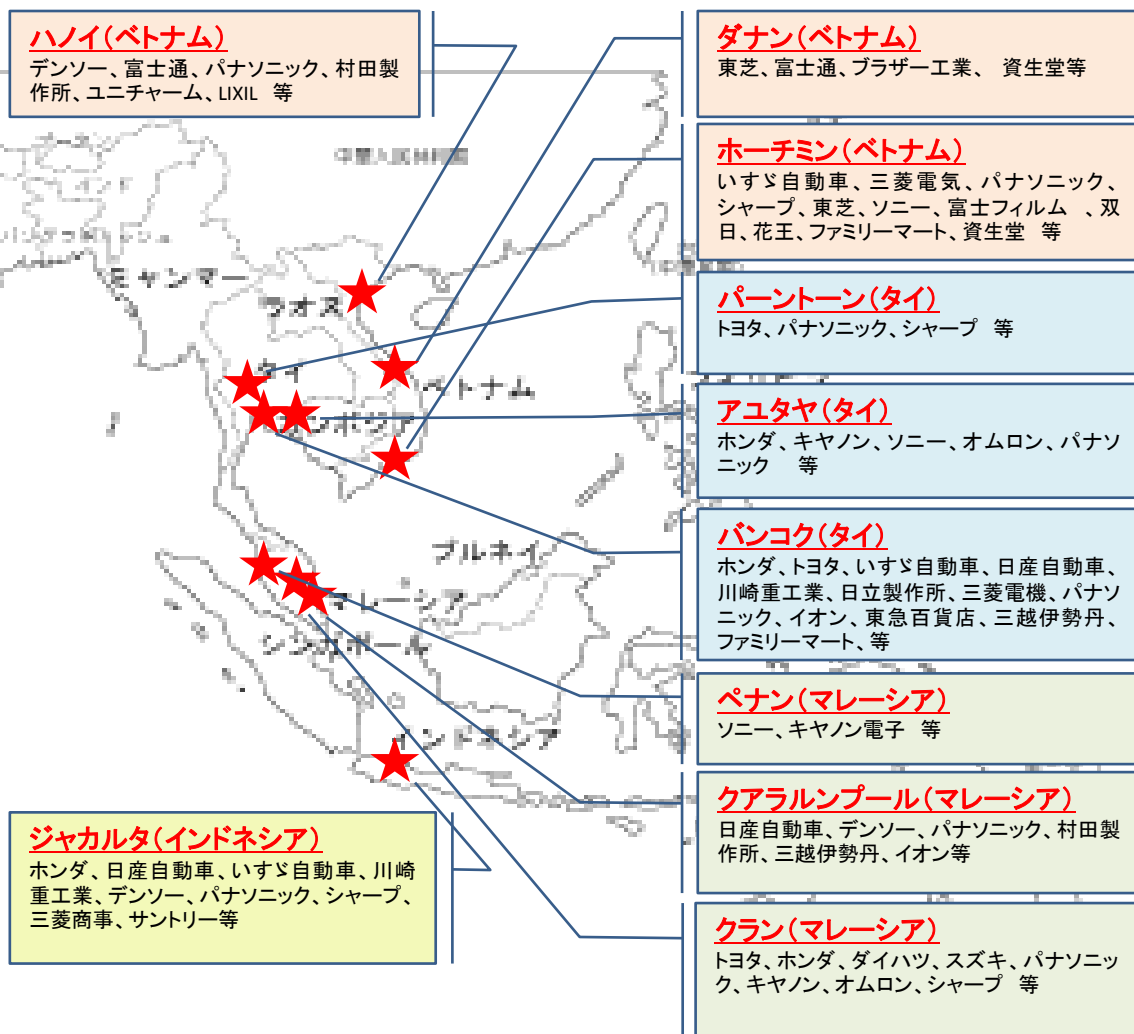 ハノイ(ベトナム)
デンソー、富士通、パナソニック、村田製
作所、ユニチャーム、LIXIL 等
ダナン(ベトナム)
東芝、富士通、ブラザー工業、 資生堂等
ホーチミン(ベトナム)
いすゞ自動車、三菱電気、パナソニック、
シャープ、東芝、ソニー、富士フィルム 、双
日、花王、ファミリーマート、資生堂 等
パーントーン(タイ)
トヨタ、パナソニック、シャープ 等
アユタヤ(タイ)
ホンダ、キヤノン、ソニー、オムロン、パナソ
ニック 等
バンコク(タイ)
ホンダ、トヨタ、いすゞ自動車、日産自動車、
川崎重工業、日立製作所、三菱電機、パナソ
ニック、イオン、東急百貨店、三越伊勢丹、
ファミリーマート、等
ペナン(マレーシア)
ソニー、キヤノン電子 等
クアラルンプール(マレーシア)
日産自動車、デンソー、パナソニック、村田製
作所、三越伊勢丹、イオン等
クラン(マレーシア)
トヨタ、ホンダ、ダイハツ、スズキ、パナソニッ
ク、キヤノン、オムロン、シャープ 等
ジャカルタ(インドネシア)
ホンダ、日産自動車、いすゞ自動車、川崎
重工業、デンソー、パナソニック、シャープ、
三菱商事、サントリー等
中華人民共和国
ミャンマー
ラオス
タイ
ベトナム
カンボジア
ブルネイ
マレーシア
シンガポール
インドネシア